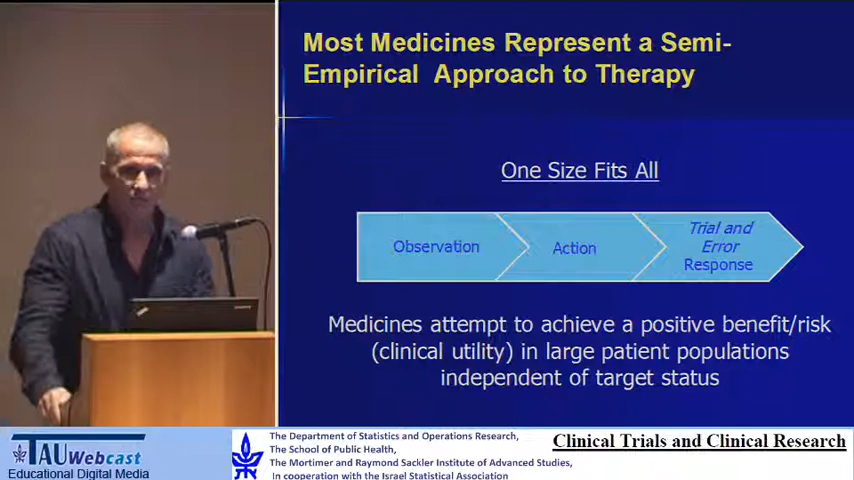 Most Medicines Represent a Semi-
Empirical Approach to Therapy
One Size Fits All
Observation
Action
Trial and
Error
Response
Medicines attempt to achieve a positive benefit/risk
(clinical utility) in large patient populations
independent of target status
TAU Webcast
Educational Digital Media
The Department of Statistics and Operations Research,
The School of Public Health,
The Mortimer and Raymond Sackler Institute of Advanced Studies,
In cooperation with the Israel Statistical Association
Clinical Trials and Clinical Research